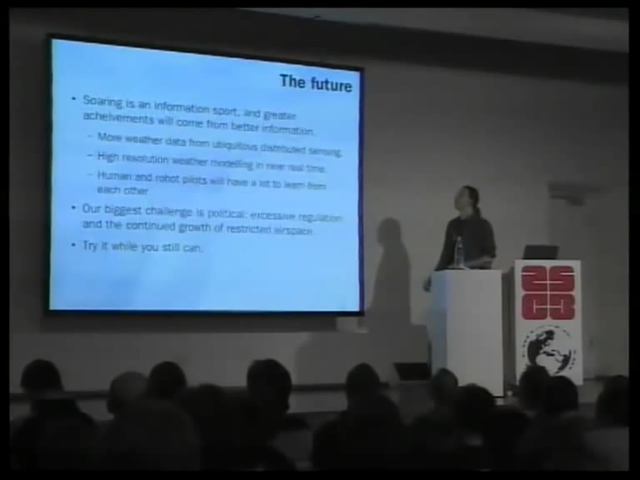 The future
• Soaring is an information sport, and greater
acheivements will come from better information.
– More weather data from ubiquitous distributed sensing.
– High resolution weather modelling in near real time.
– Human and robot pilots will have a lot to learn from
each other
• Our biggest challenge is political: excessive regulation
and the continued growth of restricted airspace.
• Try it while you still can.
25
C3